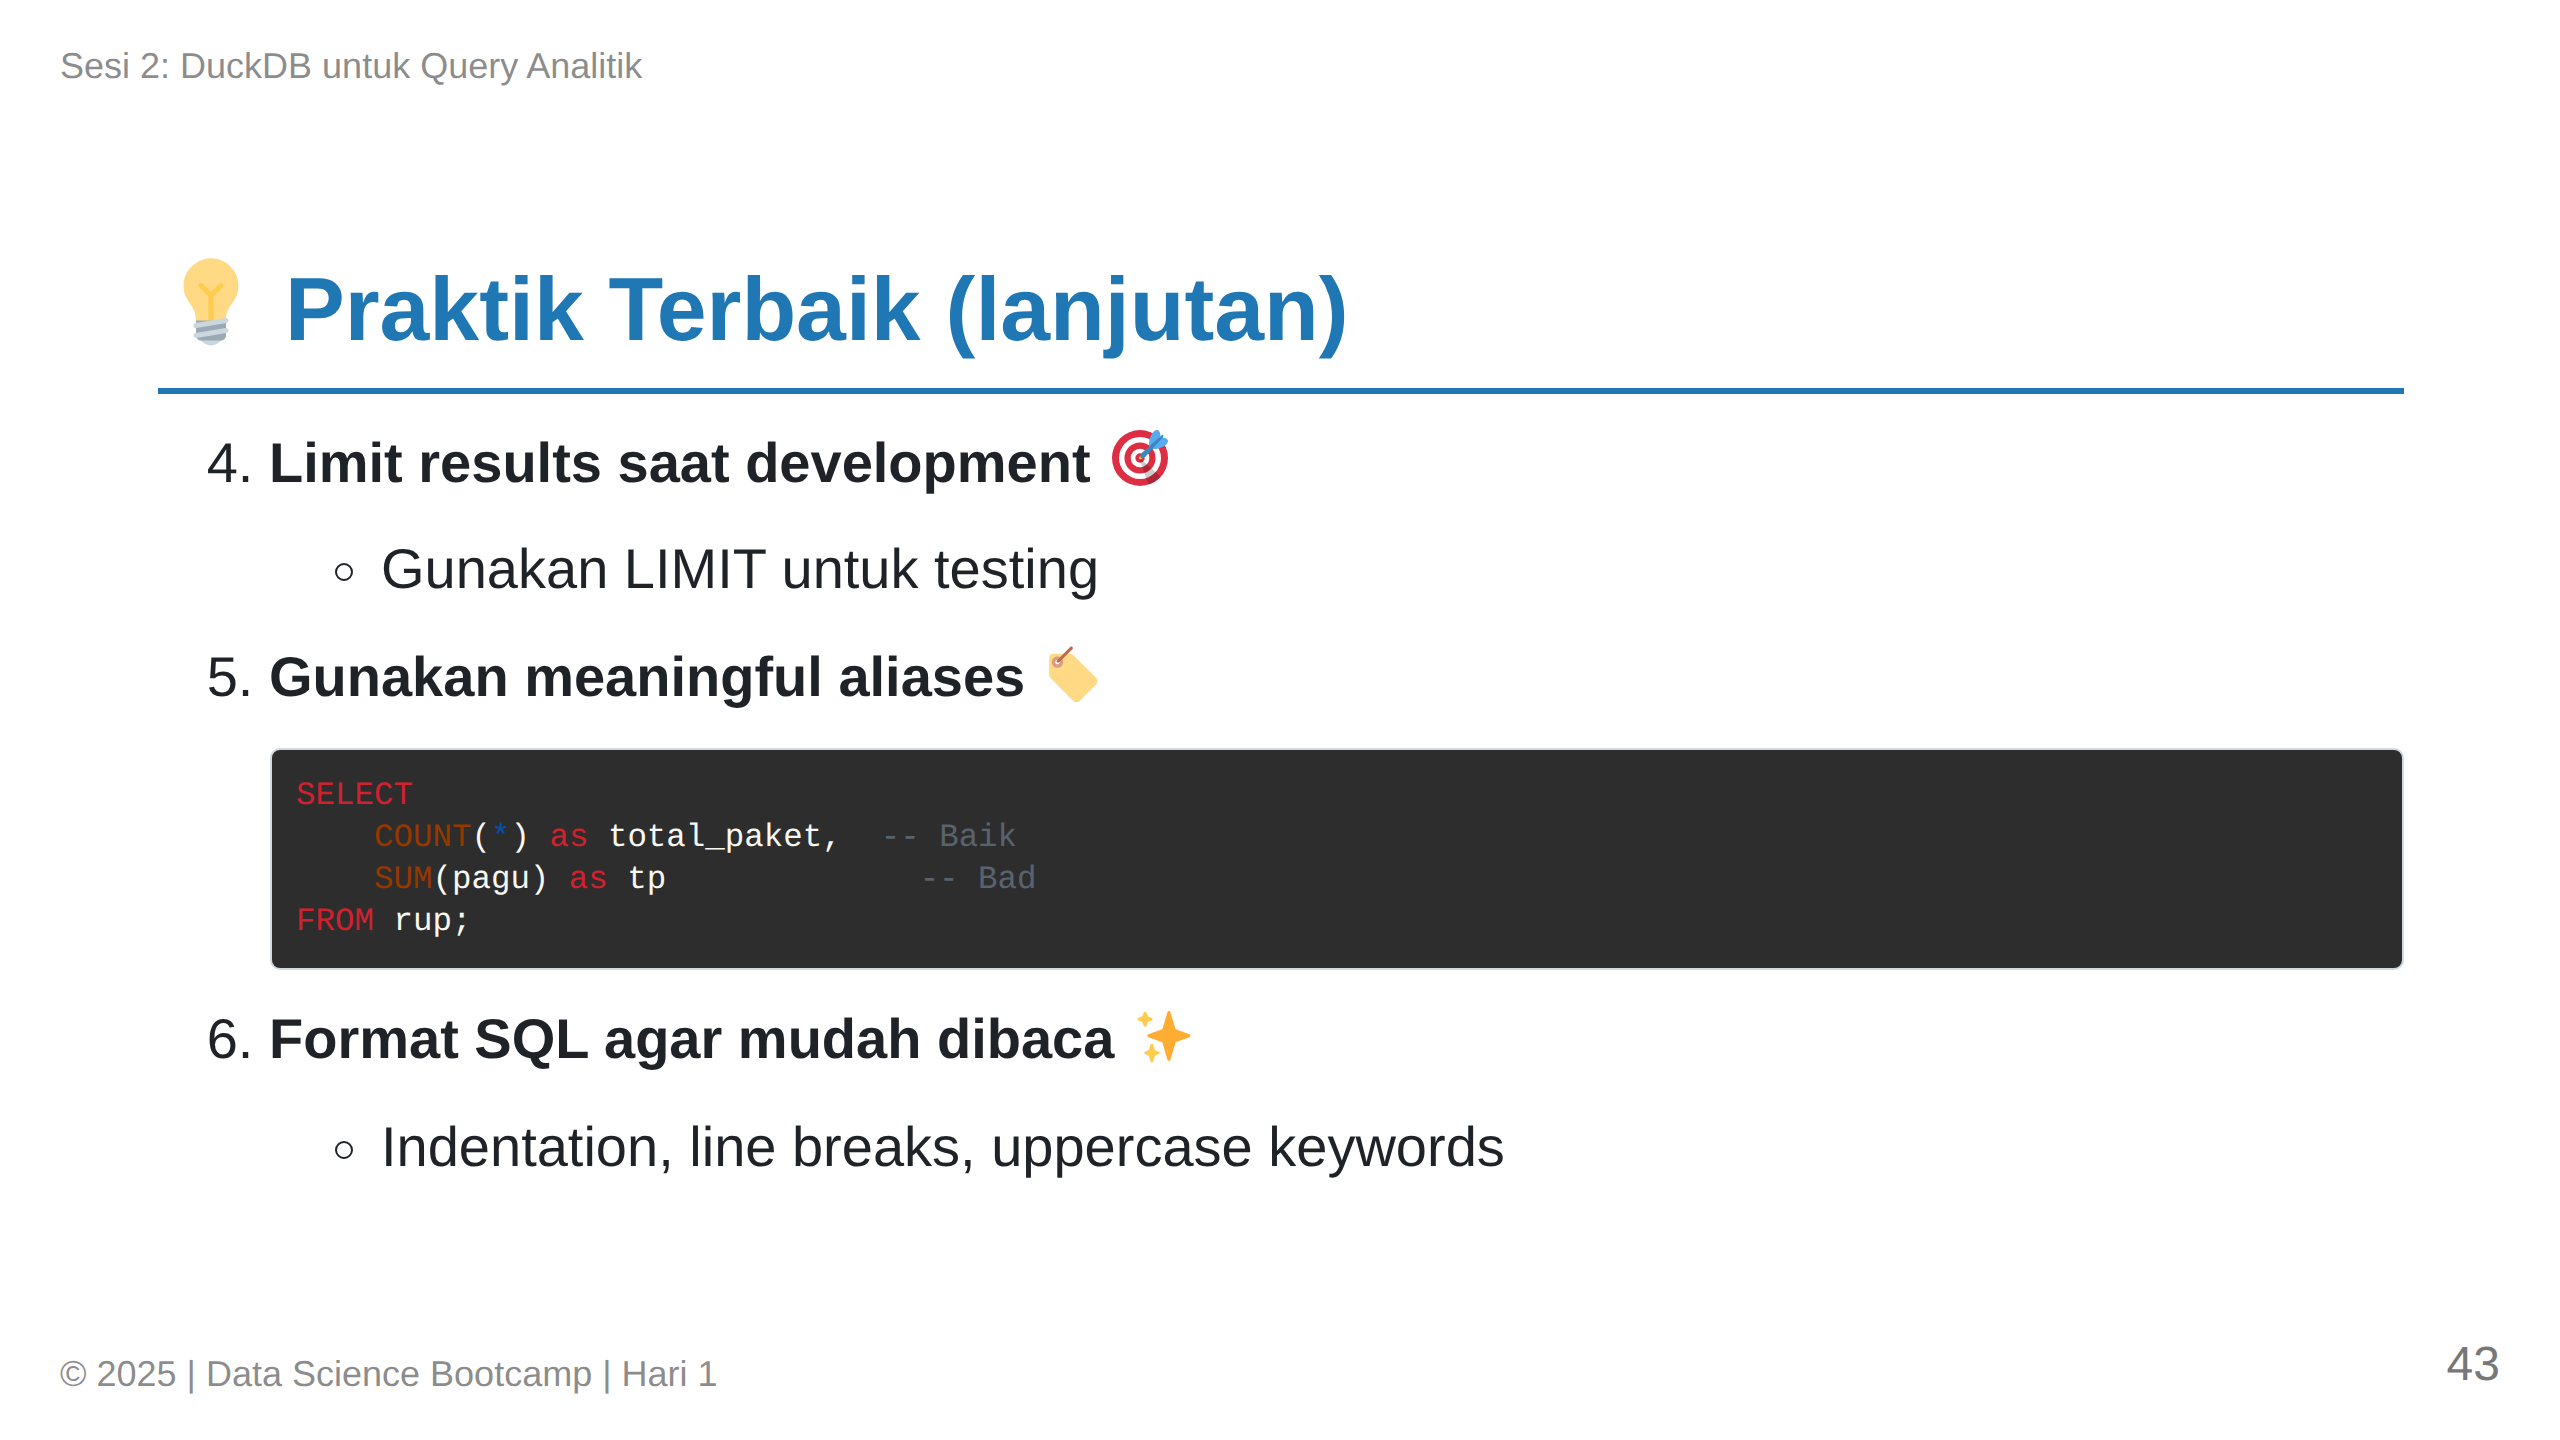 Sesi 2: DuckDB untuk Query Analitik
💡 Praktik Terbaik (lanjutan)
4. Limit results saat development 🎯
◦ Gunakan LIMIT untuk testing
5. Gunakan meaningful aliases 🏷️
SELECT
    COUNT(*) as total_paket,  -- Baik
    SUM(pagu) as tp             -- Bad
FROM rup;
6. Format SQL agar mudah dibaca ✨
◦ Indentation, line breaks, uppercase keywords
© 2025 | Data Science Bootcamp | Hari 1
43